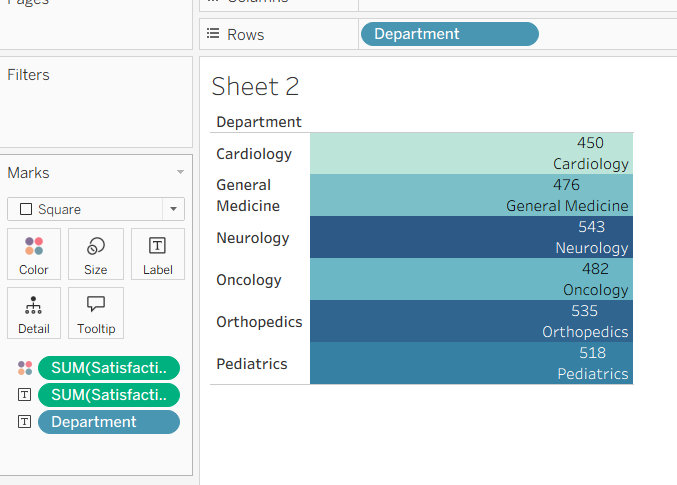 Pages
Columns
Rows
Department
Filters
Sheet 2
Department
Marks
Square
Color
Size
Label
Detail
Tooltip
SUM(Satisfacti..
SUM(Satisfacti..
Department
Cardiology
450
Cardiology
General
Medicine
476
General Medicine
Neurology
543
Neurology
Oncology
482
Oncology
Orthopedics
535
Orthopedics
Pediatrics
518
Pediatrics